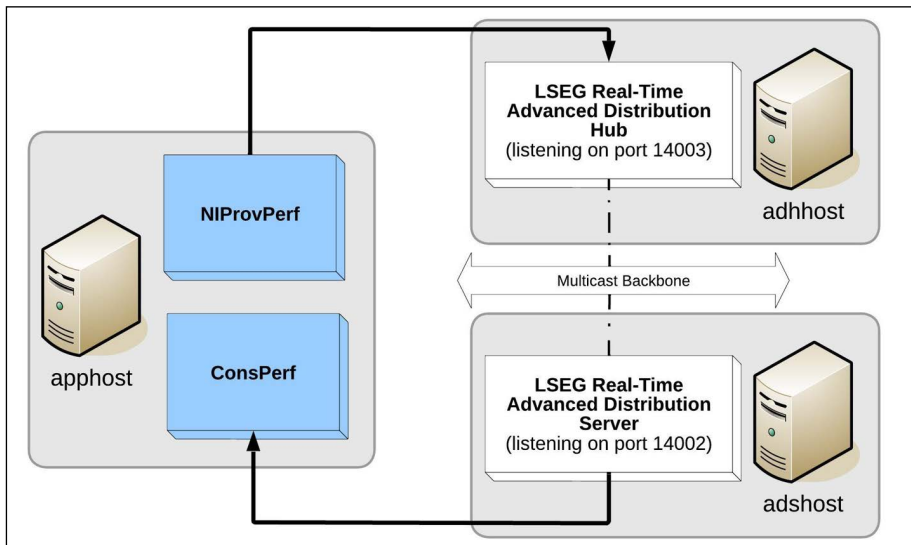 LSEG Real-Time
Advanced Distribution
Hub
(listening on port 14003)
adhhost
NIProvPerf
apphost
ConsPerf
Multicast Backbone
LSEG Real-Time
Advanced Distribution
Server
(listening on port 14002)
adshost